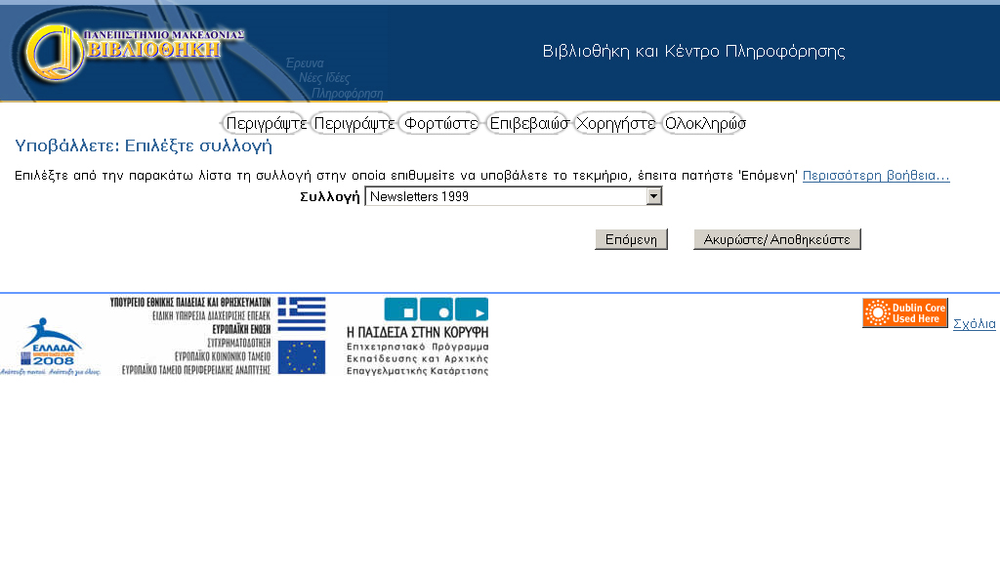 ΠΑΝΕΠΙΣΤΗΜΙΟ ΜΑΚΕΔΟΝΙΑΣ
ΒΙΒΛΙΟΘΗΚΗ
Έρευνα
Νέες Ιδέες
Πληροφόρηση
Βιβλιοθήκη και Κέντρο Πληροφόρησης
Περιγράψτε Περιγράψτε Φορτώστε Επιβεβαιώσ Χορηγήστε Ολοκληρώσ
Υποβάλλετε: Επιλέξτε συλλογή
Επιλέξτε από την παρακάτω λίστα τη συλλογή στην οποία επιθυμείτε να υποβάλετε το τεκμήριο, έπειτα πατήστε 'Επόμενη' Περισσότερη βοήθεια...
Συλλογή Newsletters 1999
Επόμενη Ακυρώστε/Αποθηκεύστε
ΕΛΛΑΔΑ
2008
Ανάπτυξη παντού. Ανάπτυξη για όλους.
ΥΠΟΥΡΓΕΙΟ ΕΘΝΙΚΗΣ ΠΑΙΔΕΙΑΣ ΚΑΙ ΘΡΗΣΚΕΥΜΑΤΩΝ
ΕΙΔΙΚΗ ΥΠΗΡΕΣΙΑ ΔΙΑΧΕΙΡΙΣΗΣ ΕΠΕΑΕΚ
ΕΥΡΩΠΑΪΚΗ ΕΝΩΣΗ
ΣΥΓΧΡΗΜΑΤΟΔΟΤΗΣΗ
ΕΥΡΩΠΑΪΚΟ ΚΟΙΝΩΝΙΚΟ ΤΑΜΕΙΟ
ΕΥΡΩΠΑΪΚΟ ΤΑΜΕΙΟ ΠΕΡΙΦΕΡΕΙΑΚΗΣ ΑΝΑΠΤΥΞΗΣ
Η ΠΑΙΔΕΙΑ ΣΤΗΝ ΚΟΡΥΦΗ
Επιχειρησιακό Πρόγραμμα
Εκπαίδευσης και Αρχικής
Επαγγελματικής Κατάρτισης
Dublin Core
Used Here
Σχόλια